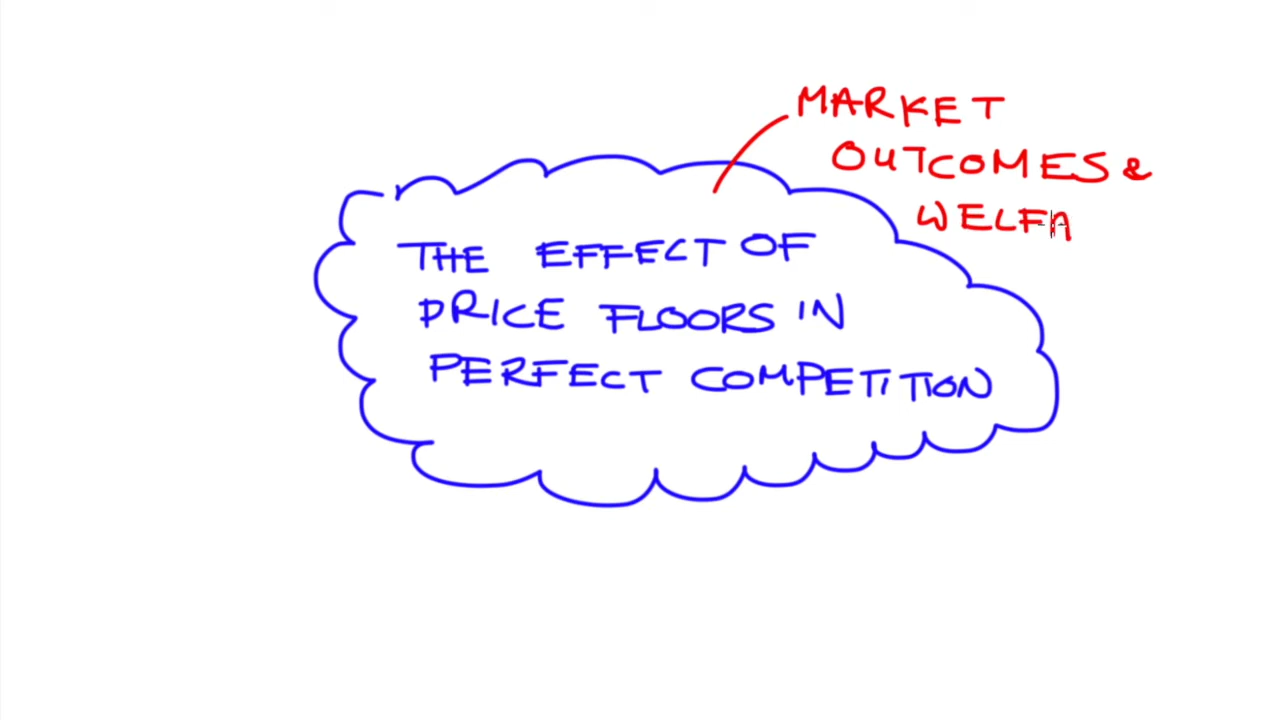 MARKET
OUTCOMES &
WELFA
THE EFFECT OF
PRICE FLOORS IN
PERFECT COMPETITION